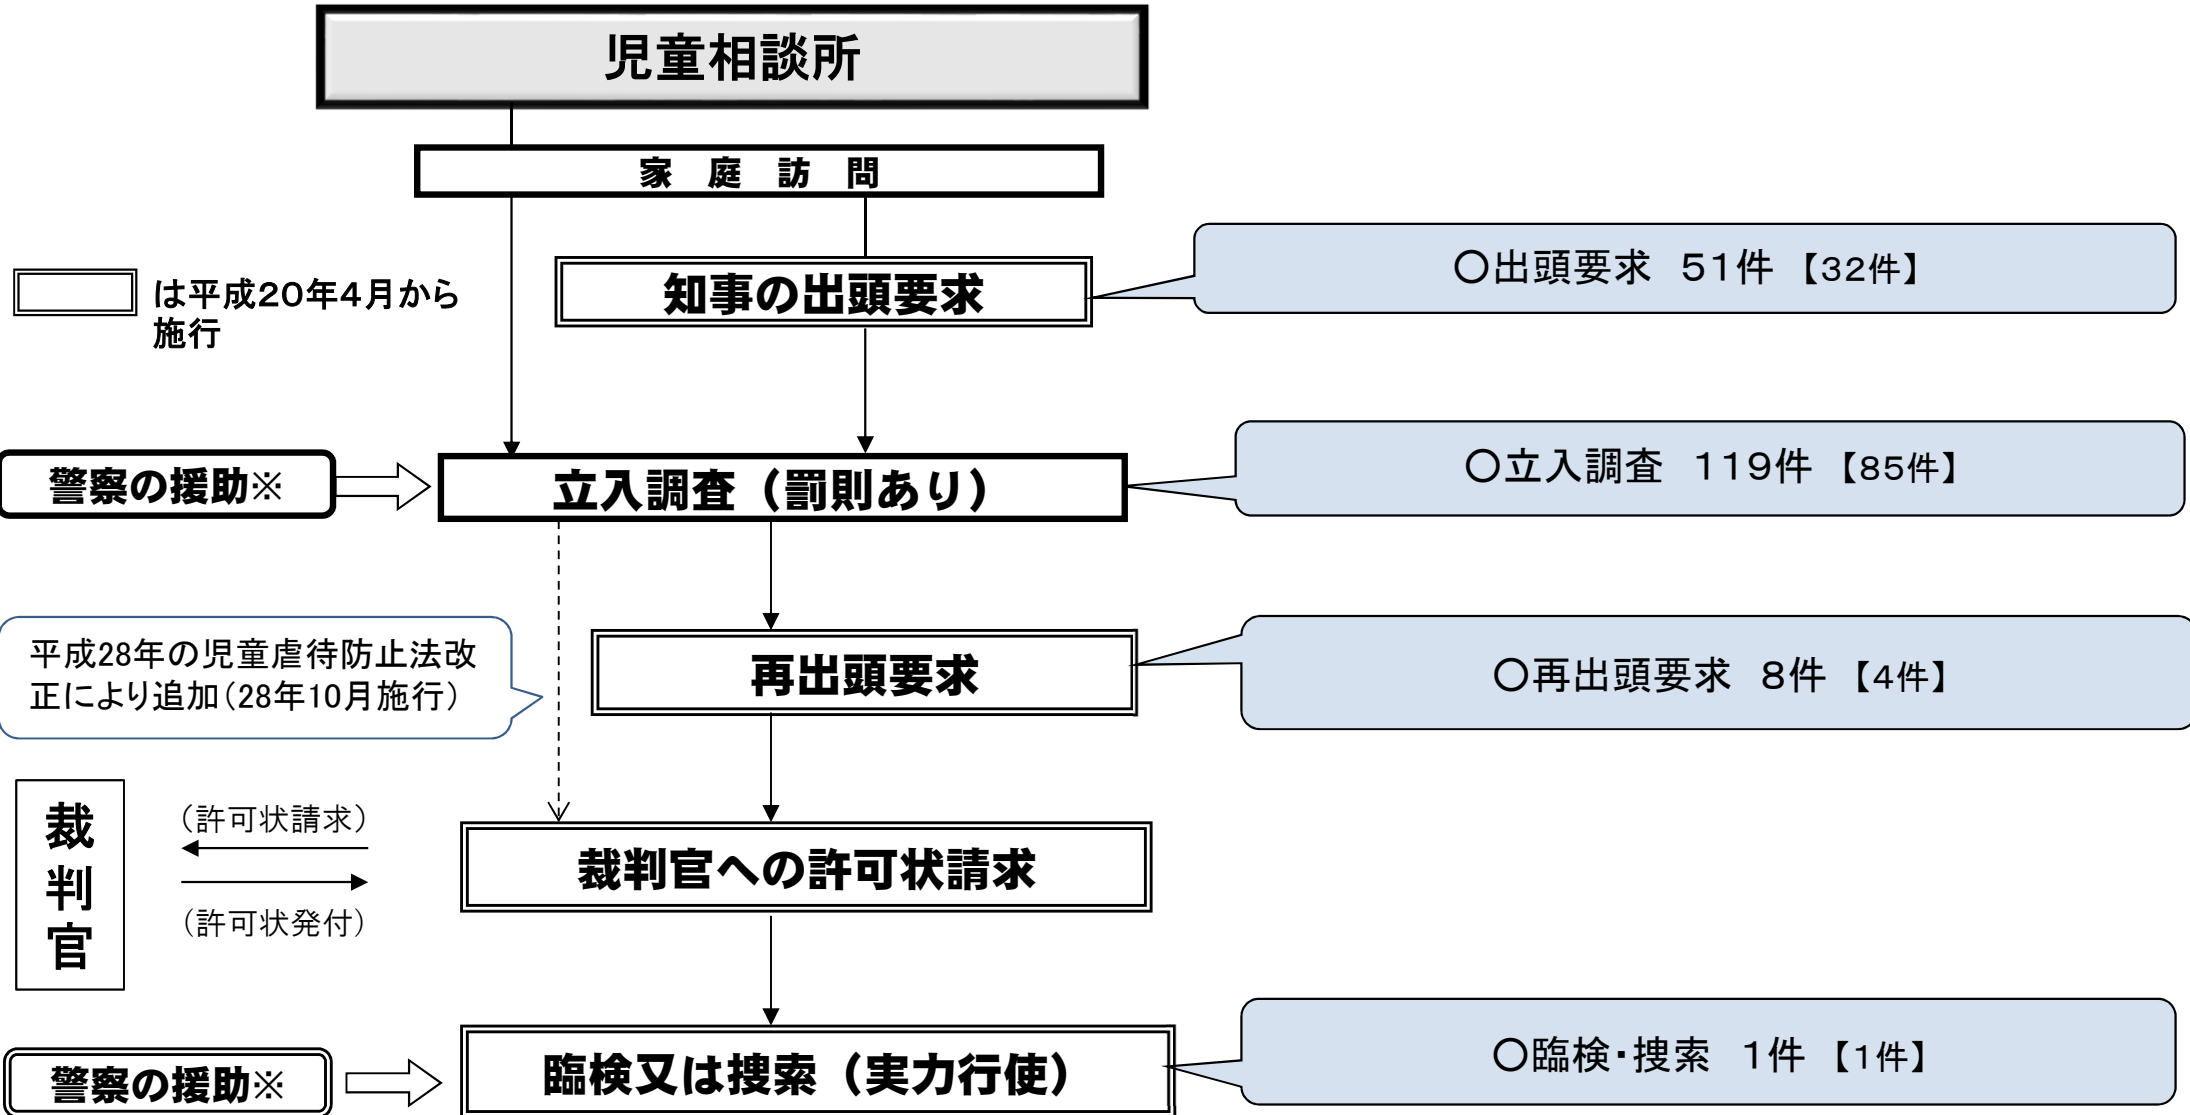 児童相談所
家 庭 訪 問
は平成20年4月から
施行
知事の出頭要求
○出頭要求 51件 【32件】
警察の援助※
立入調査（罰則あり）
○立入調査 119件 【85件】
平成28年の児童虐待防止法改
正により追加（28年10月施行）
再出頭要求
○再出頭要求 8件 【4件】
裁判官
（許可状請求）
（許可状発付）
裁判官への許可状請求
警察の援助※
臨検又は捜索（実力行使）
○臨検・捜索 1件 【1件】